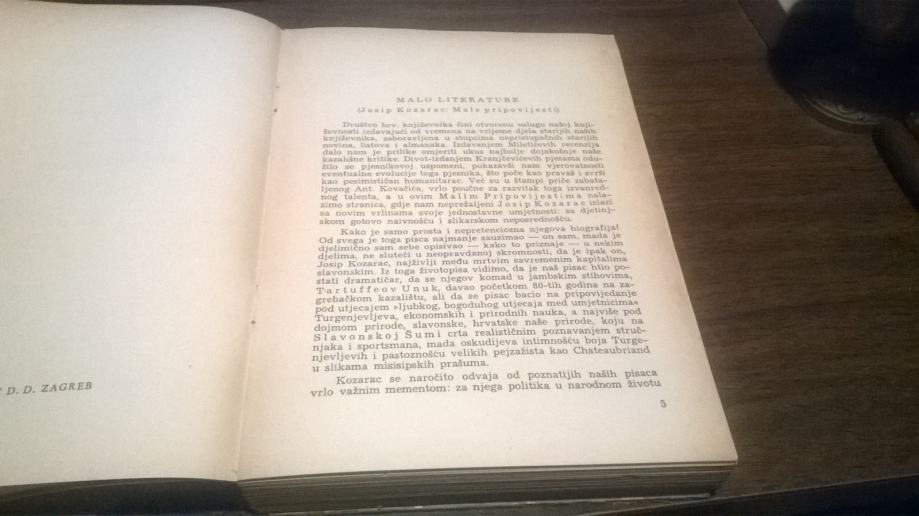 D. D. ZAGREB
MALO LITERATURE
(Josip Kozarac: Male pripovijesti)
Društvo hrv. književnika čini otvorenu uslugu našoj knji-
ževnosti izdavajući od vremena na vrijeme djela starijih naših
književnika, zaboravljena u stupcima nepristupačnih starijih
novina, listova i almanaka. Izdavanjem Miletićevih recenzija
dalo nam je prilike omjeriti ukus najbolje dojakošnje naše
kazališne kritike. Divot-izdanjem Kranjčevićevih pjesama odu-
žilo se pjesnikovoj uspomeni, pokazavši nam vjerovatnosti
eventualne evolucije toga pjesnika, što poče kao pravaš i svrši
kao pesimističan humanitarac. Već su u štampi priče zabata-
ljenog Ant. Kovačića, vrlo poučne za razvitak toga izvanred-
nog talenta, a u ovim Malim Pripovijestima nala-
zimo stranica, gdje nam neprežaljeni Josip Kozarac izlazi
sa novim vrlinama svoje jednostavne umjetnosti: sa djetinj-
skom gotovo naivnošću i slikarskom neposrednošću.
Kako je samo prosta i nepretenciozna njegova biografija!
Od svega je toga pisca najmanje zauzimao — on sam, mada je
djelimično sam sebe opisivao — kako to priznaje — u nekim
djelima, ne sluteći u neopravdanoj skromnosti, da je ipak on,
Josip Kozarac, najživlji među mrtvim savremenim kapitalima
slavonskim. Iz toga životopisa vidimo, da je naš pisac htio po-
stati dramatičar, da se njegov komad u jambskim stihovima,
Tartuffeov Unuk, davao početkom 80-tih godina na za-
grebačkom kazalištu, ali da se pisac bacio na pripovijedanje
pod utjecajem »ljubkog, bogoduhog utjecaja med umjetnicima«
Turgenjevljeva, ekonomskih i prirodnih nauka, a najviše pod
dojmom prirode, slavonske, hrvatske naše prirode, koju na
Slavonskoj Šumi crta realističnim poznavanjem struč-
njaka i sportsmana, mada oskudijeva intimnošću boja Turge-
njevljevih i pastoznošću velikih pejzažista kao Chateaubriand
u slikama misisipskih prašuma.
Kozarac se naročito odvaja od poznatijih naših pisaca
vrlo važnim mementom: za njega politika u narodnom životu
5